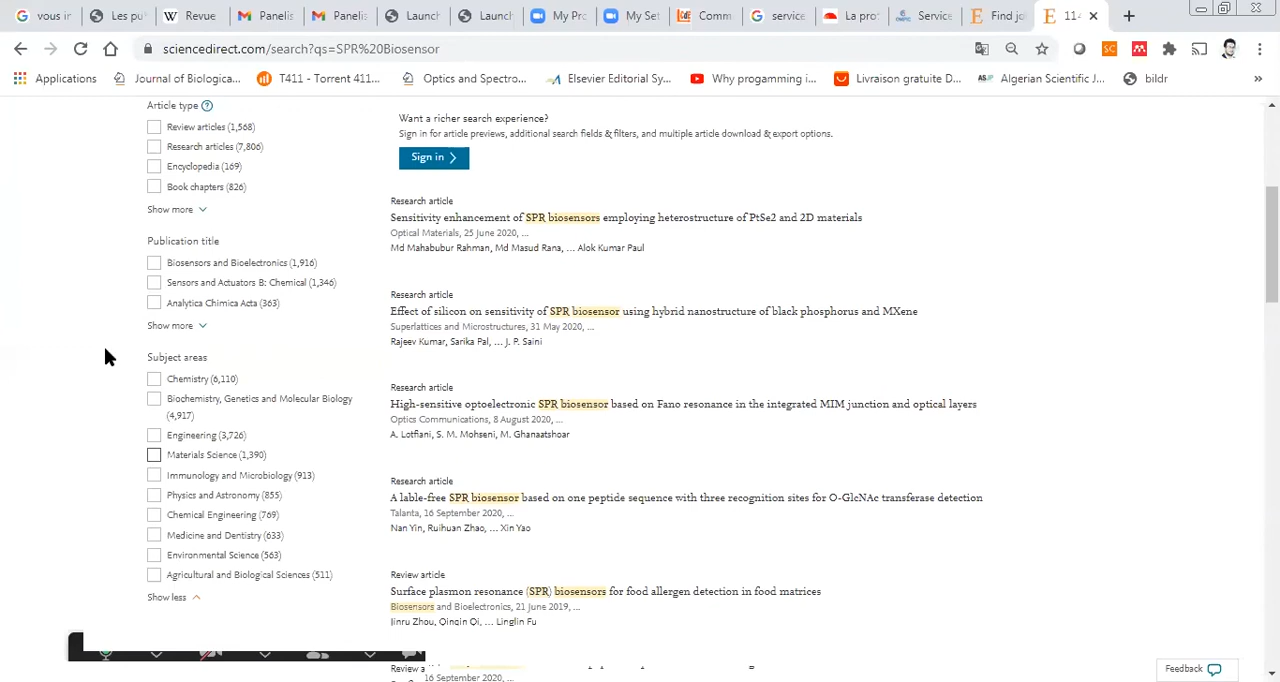 vous in
Les pu
Revue
Panelis
Panelis
Launch
Launch
My Pro
My Set
Comm
service
La pro
Service
Find jo
114
sciencedirect.com/search?qs=SPR%20Biosensor
Applications
Journal of Biologica...
T411 - Torrent 411...
Optics and Spectro...
Elsevier Editorial Sy...
Why progamming i...
Livraison gratuite D...
Algerian Scientific J...
bildr
»
Article type
Review articles (1,568)
Research articles (7,806)
Encyclopedia (169)
Book chapters (826)
Show more
Publication title
Biosensors and Bioelectronics (1,916)
Sensors and Actuators B: Chemical (1,346)
Analytica Chimica Acta (363)
Show more
Subject areas
Chemistry (6,110)
Biochemistry, Genetics and Molecular Biology
(4,917)
Engineering (3,726)
Materials Science (1,390)
Immunology and Microbiology (913)
Physics and Astronomy (855)
Chemical Engineering (769)
Medicine and Dentistry (633)
Environmental Science (563)
Agricultural and Biological Sciences (511)
Show less
Want a richer search experience?
Sign in for article previews, additional search fields & filters, and multiple article download & export options.
Sign in
Research article
Sensitivity enhancement of SPR biosensors employing heterostructure of PtSe2 and 2D materials
Optical Materials, 25 June 2020, ...
Md Mahabubur Rahman, Md Masud Rana, ... Alok Kumar Paul
Research article
Effect of silicon on sensitivity of SPR biosensor using hybrid nanostructure of black phosphorus and MXene
Superlattices and Microstructures, 31 May 2020, ...
Rajeev Kumar, Sarika Pal, ... J. P. Saini
Research article
High-sensitive optoelectronic SPR biosensor based on Fano resonance in the integrated MIM junction and optical layers
Optics Communications, 8 August 2020, ...
A. Lotfiani, S. M. Mohseni, M. Ghanaatshoar
Research article
A lable-free SPR biosensor based on one peptide sequence with three recognition sites for O-GlcNAc transferase detection
Talanta, 16 September 2020, ...
Nan Yin, Ruihuan Zhao, ... Xin Yao
Review article
Surface plasmon resonance (SPR) biosensors for food allergen detection in food matrices
Biosensors and Bioelectronics, 21 June 2019, ...
Jinru Zhou, Qinqin Qi, ... Linglin Fu
16 September 2020, ...
Feedback